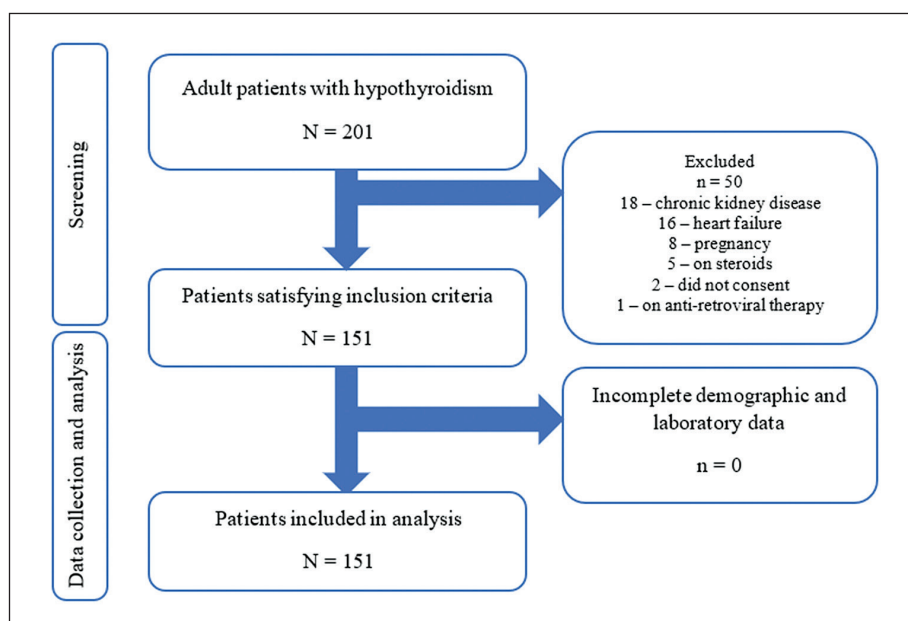 Screening
Adult patients with hypothyroidism
N = 201
Excluded
n = 50
18 – chronic kidney disease
16 – heart failure
8 – pregnancy
5 – on steroids
2 – did not consent
1 – on anti-retroviral therapy
Patients satisfying inclusion criteria
N = 151
Data collection and analysis
Incomplete demographic and
laboratory data
n = 0
Patients included in analysis
N = 151